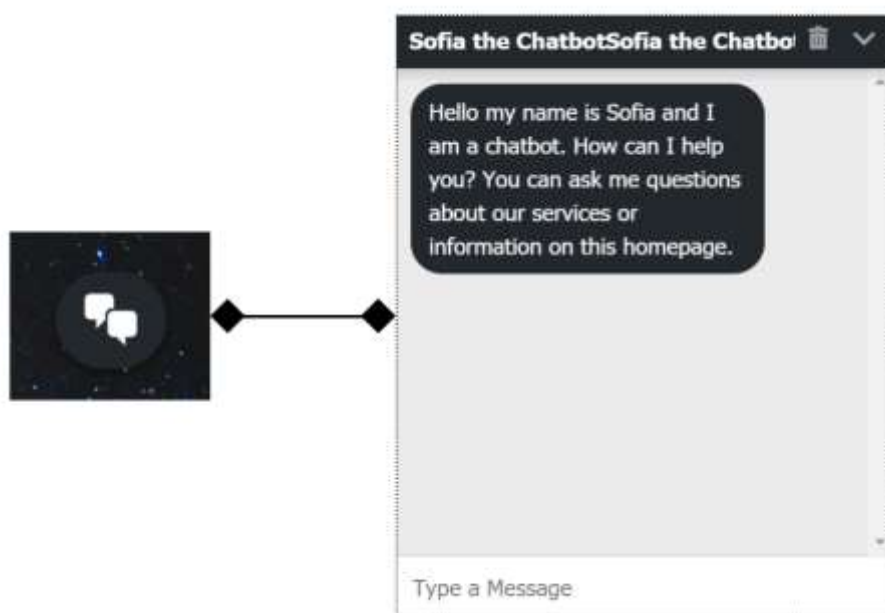 Sofia the ChatbotSofia the Chatbo
Hello my name is Sofia and I
am a chatbot. How can I help
you? You can ask me questions
about our services or
information on this homepage.
Type a Message